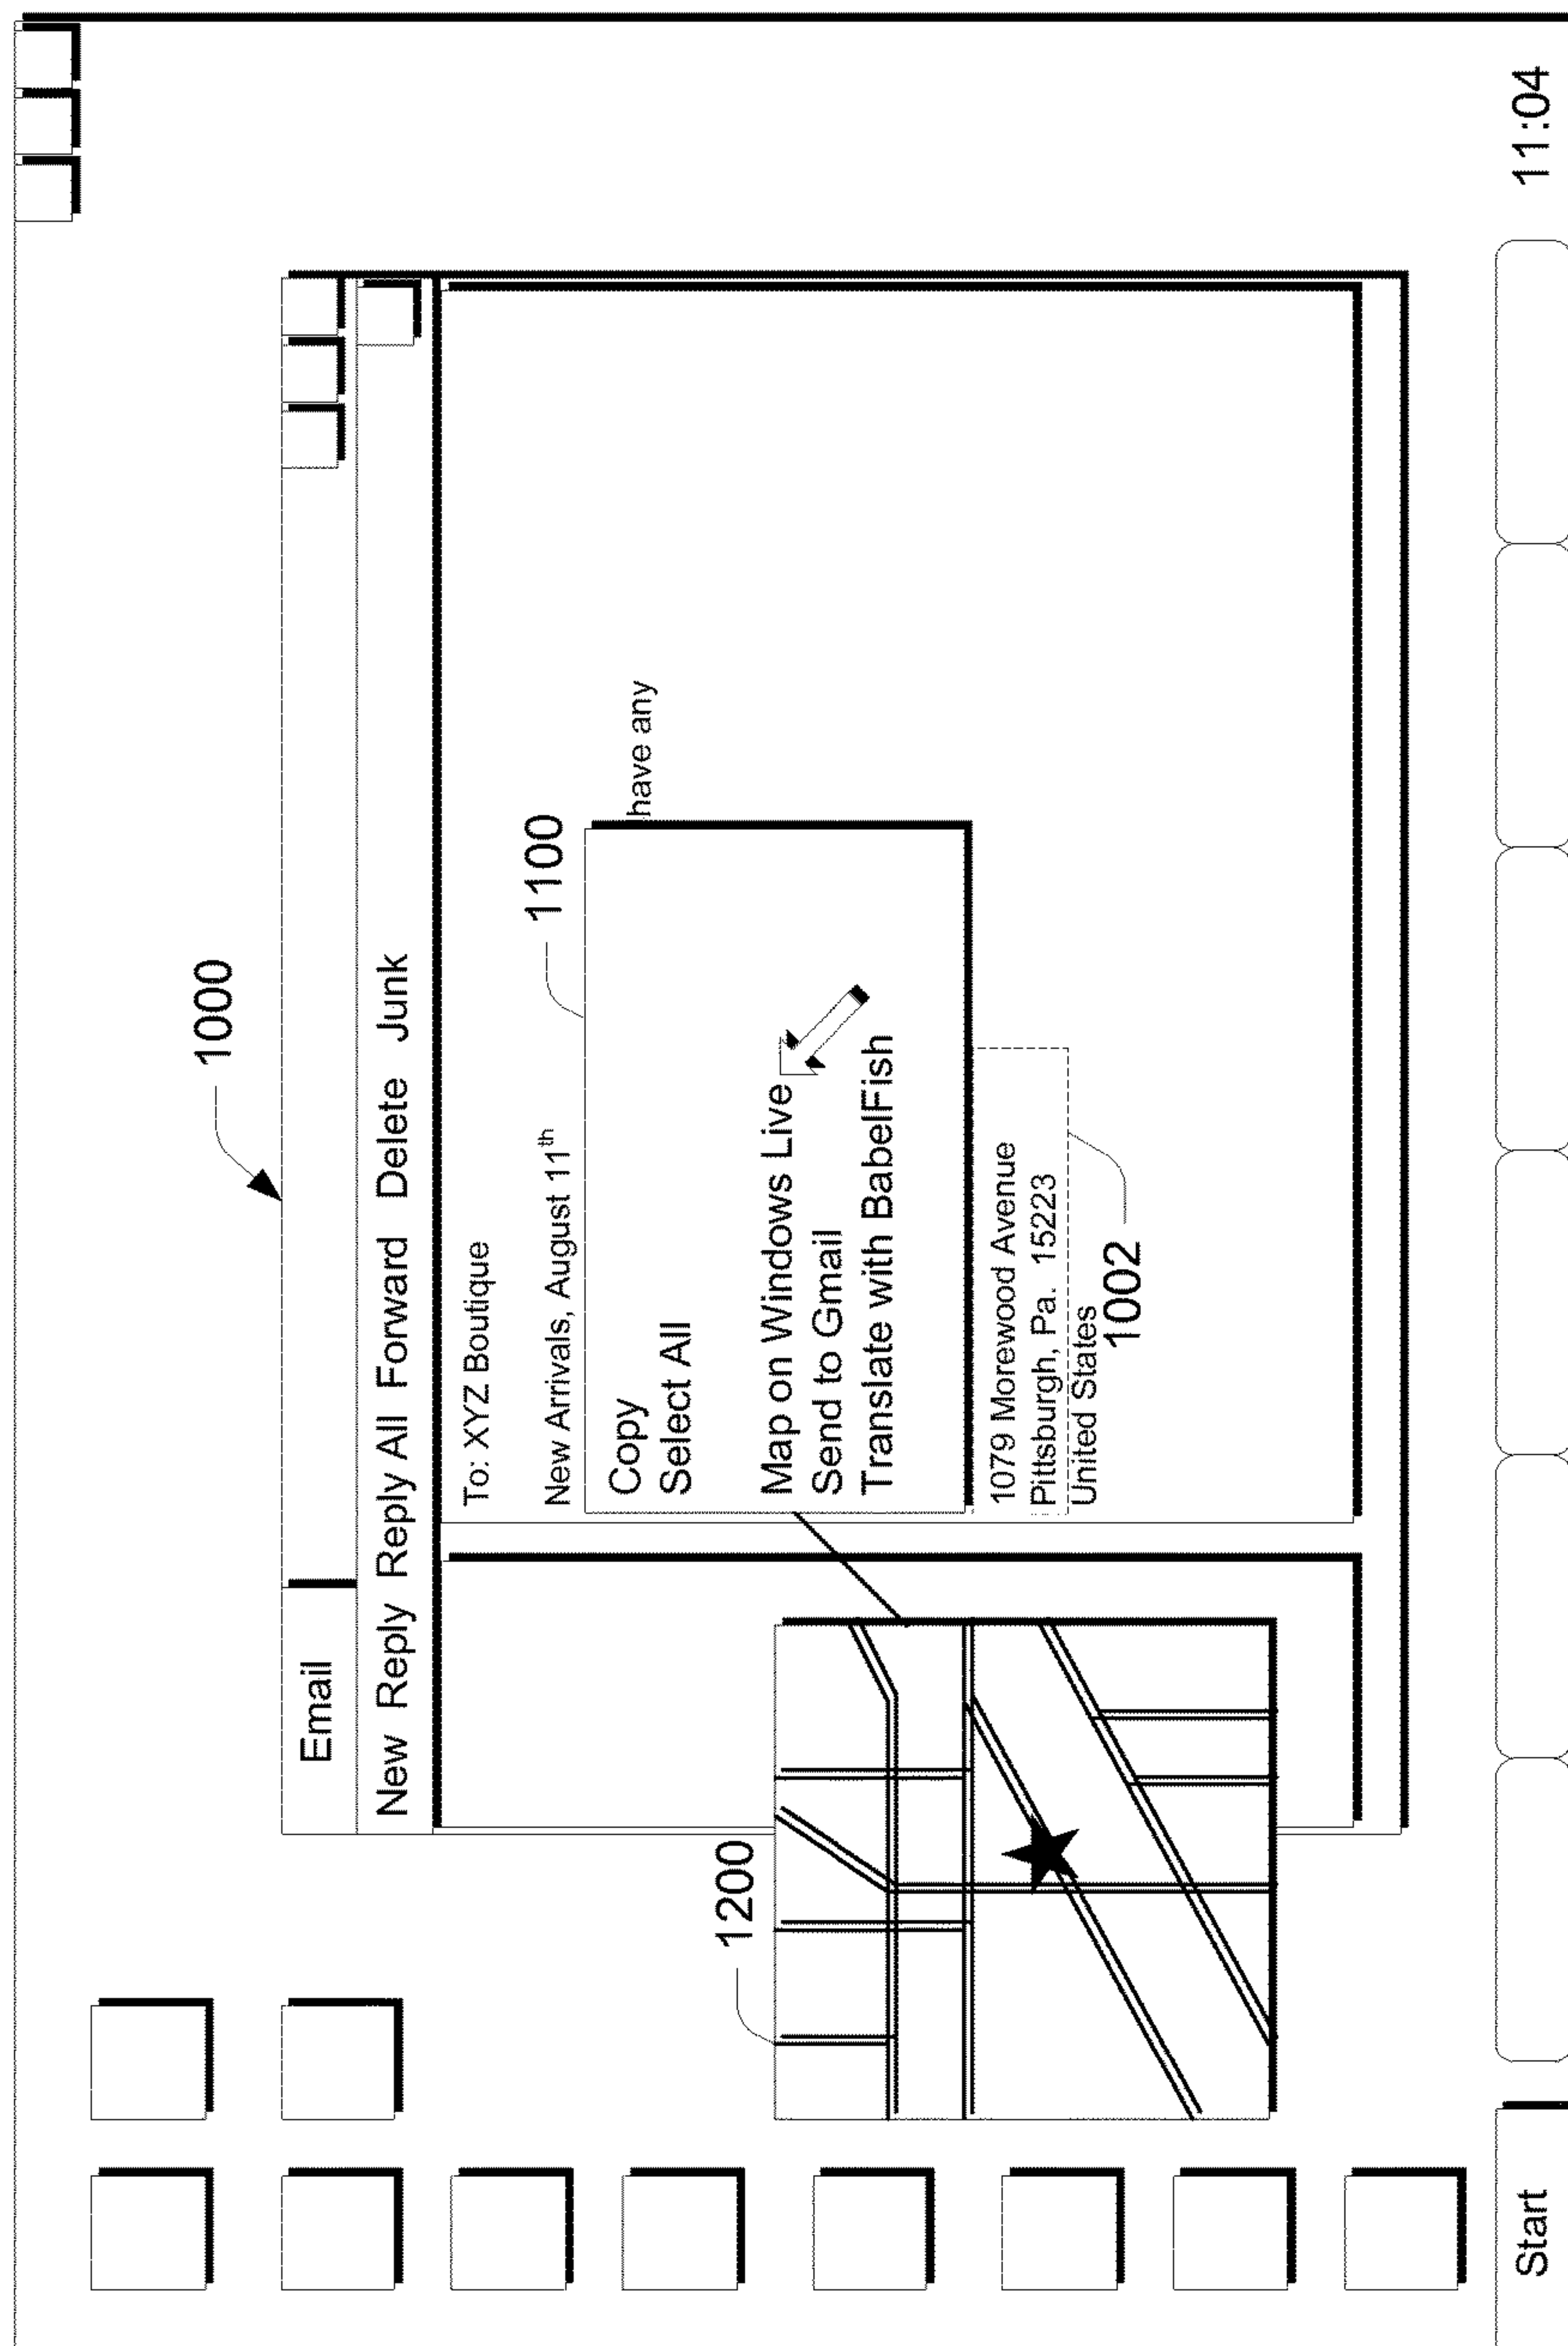 1000
Email
New Reply Reply All Forward Delete Junk
To: XYZ Boutique
1100
New Arrivals, August 11th
have any
Copy
Select All
1200
Map on Windows Live
Send to Gmail
Translate with BabelFish
1079 Morewood Avenue
Pittsburgh, Pa. 15223
United States
1002
Start
11:04